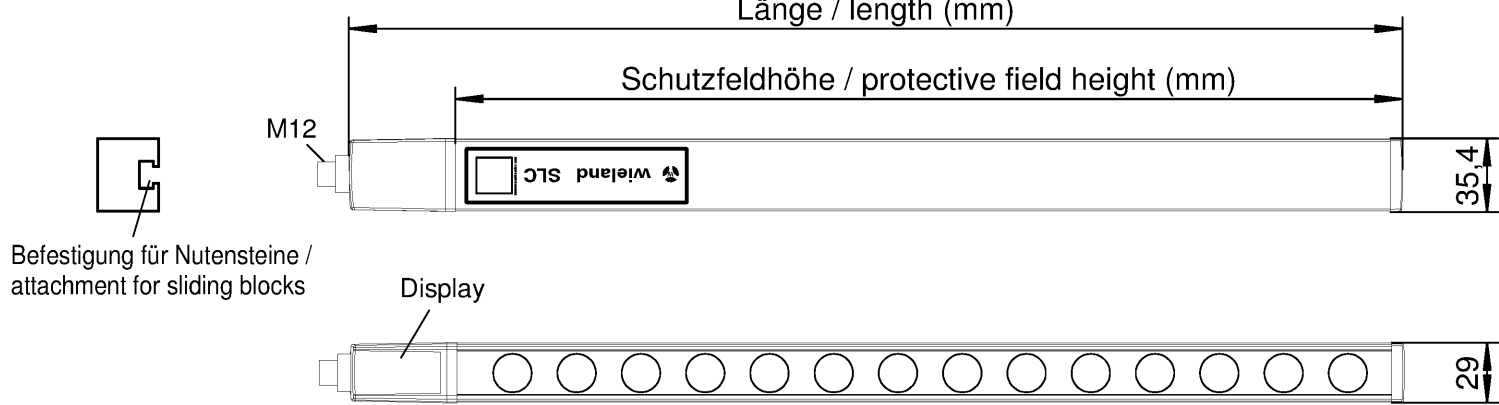 Länge / length (mm)
Schutzfeldhöhe / protective field height (mm)
M12
wieland SLC
35,4
Befestigung für Nutensteine /
attachment for sliding blocks
Display
29